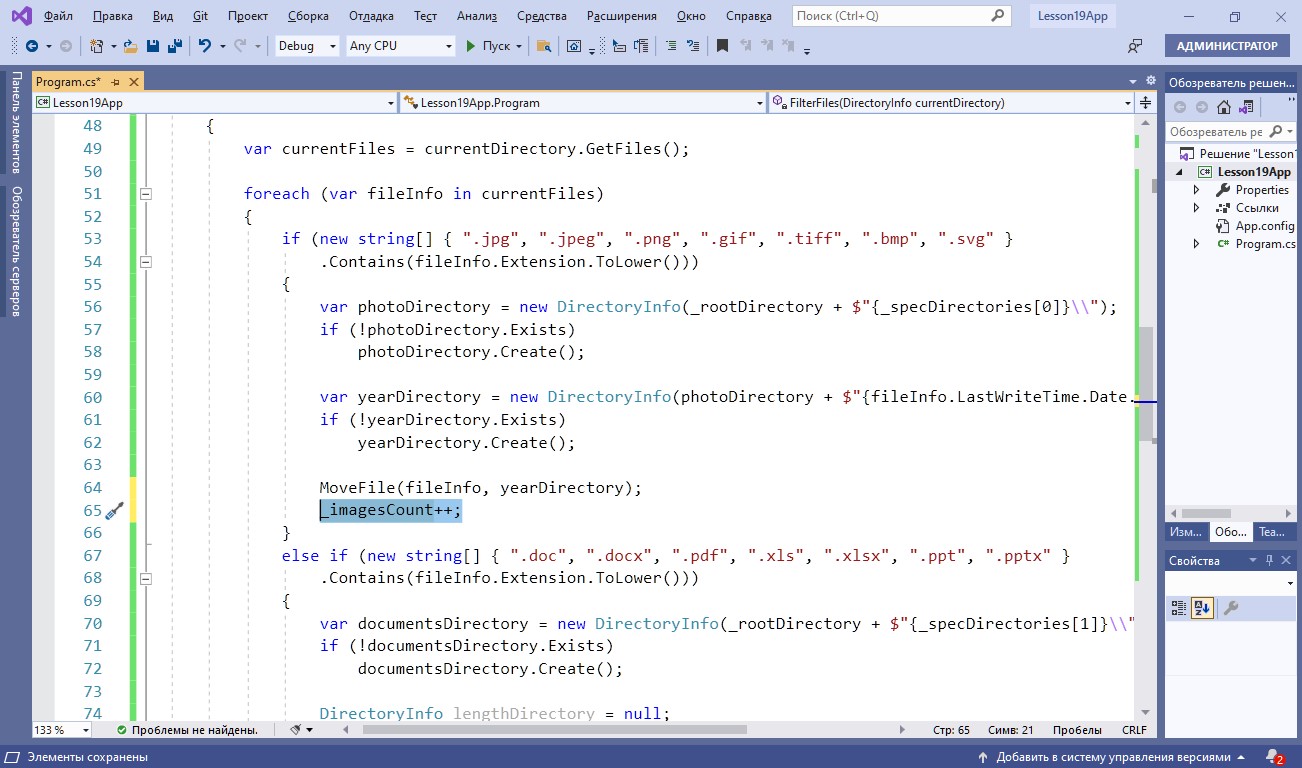 Файл Правка Вид Git Проект Сборка Отладка Тест Анализ Средства Расширения Окно Справка Поиск (Ctrl+Q) Lesson19App
Debug Any CPU Пуск АДМИНИСТРАТОР
Панель элементов
Обозреватель серверов
Program.cs*
Lesson19App Lesson19App.Program FilterFiles(DirectoryInfo currentDirectory)
48 {
49 var currentFiles = currentDirectory.GetFiles();
50
51 foreach (var fileInfo in currentFiles)
52 {
53 if (new string[] { ".jpg", ".jpeg", ".png", ".gif", ".tiff", ".bmp", ".svg" }
54 .Contains(fileInfo.Extension.ToLower()))
55 {
56 var photoDirectory = new DirectoryInfo(_rootDirectory + $"{_specDirectories[0]}\\");
57 if (!photoDirectory.Exists)
58 photoDirectory.Create();
59
60 var yearDirectory = new DirectoryInfo(photoDirectory + $"{fileInfo.LastWriteTime.Date.
61 if (!yearDirectory.Exists)
62 yearDirectory.Create();
63
64 MoveFile(fileInfo, yearDirectory);
65 _imagesCount++;
66 }
67 else if (new string[] { ".doc", ".docx", ".pdf", ".xls", ".xlsx", ".ppt", ".pptx" }
68 .Contains(fileInfo.Extension.ToLower()))
69 {
70 var documentsDirectory = new DirectoryInfo(_rootDirectory + $"{_specDirectories[1]}\\"
71 if (!documentsDirectory.Exists)
72 documentsDirectory.Create();
73
74 DirectoryInfo lengthDirectory = null;
133 % Проблемы не найдены. Стр: 65 Симв: 21 Пробелы CRLF
Обозреватель решен...
Обозреватель ре
Решение "Lesson
Lesson19App
Properties
Ссылки
App.config
Program.cs
Изм... Обо... Tea...
Свойства
Элементы сохранены Добавить в систему управления версиями 2